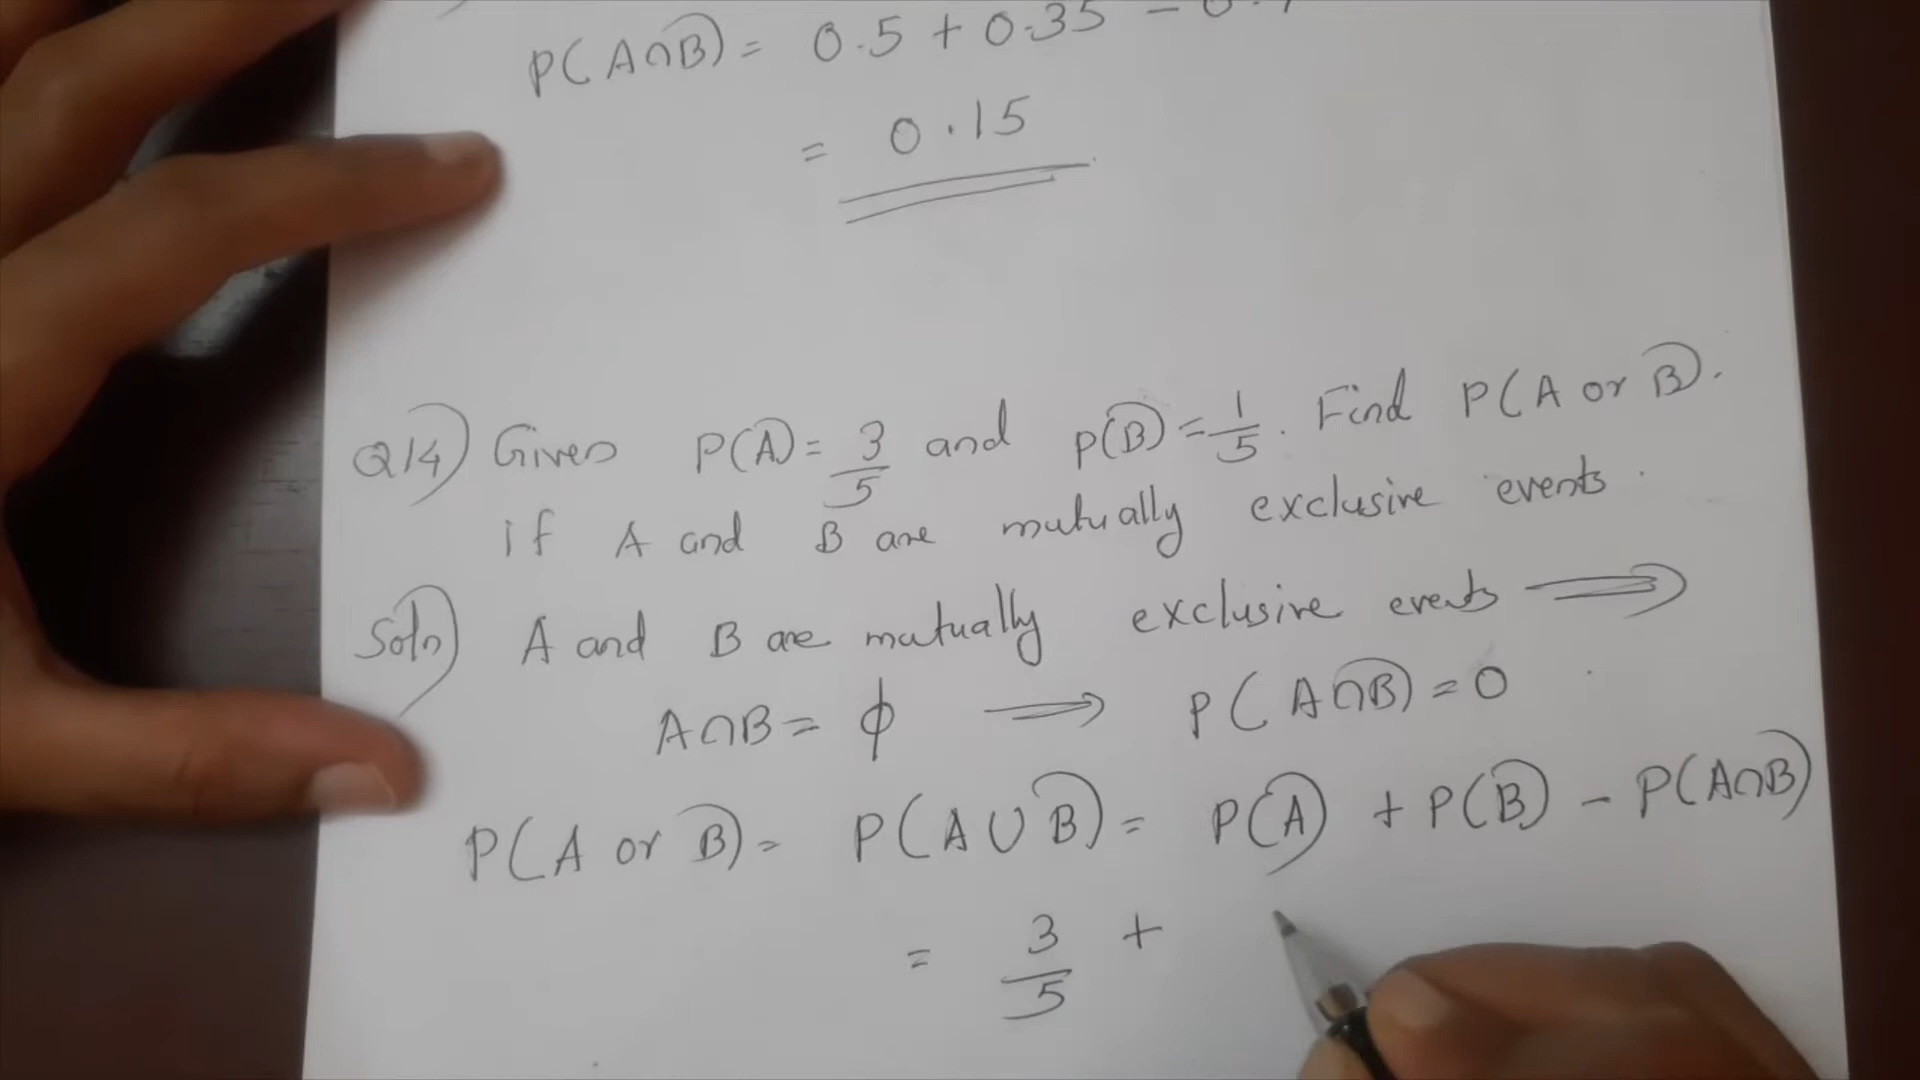 P(A∩B) = 0.5 + 0.35 -
= 0.15
Q14) Given P(A) = 3/5 and P(B) = 1/5. Find P(A or B).
if A and B are mutually exclusive events.
Soln) A and B are mutually exclusive events ⟹
A∩B = ϕ ⟹ P(A∩B) = 0
P(A or B) = P(A∪B) = P(A) + P(B) - P(A∩B)
= 3/5 +